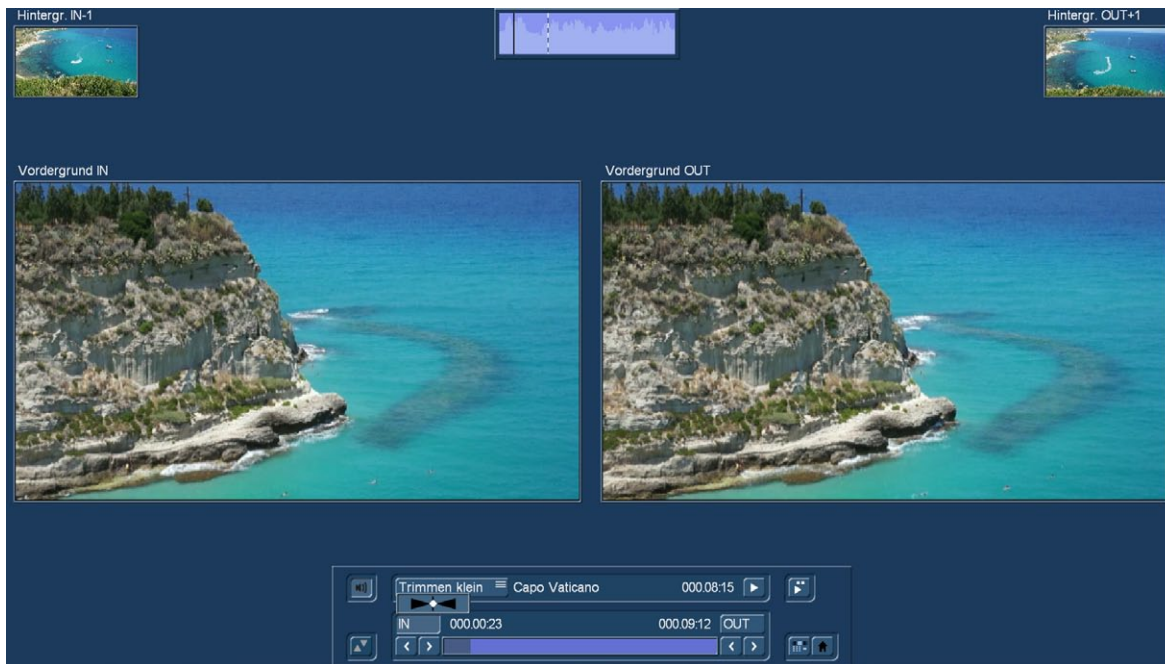 Hintergr. IN-1
Hintergr. OUT+1
Vordergrund IN
Vordergrund OUT
Trimmen klein Capo Vaticano 000.08:15
IN 000.00:23 000.09:12 OUT